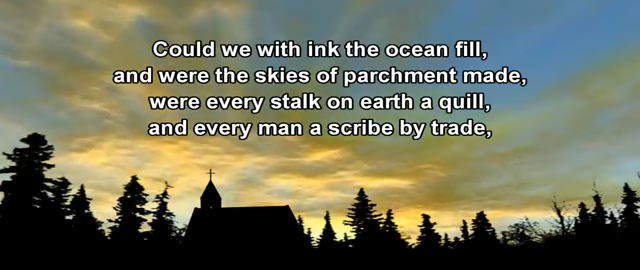 Could we with ink the ocean fill,
and were the skies of parchment made,
were every stalk on earth a quill,
and every man a scribe by trade,